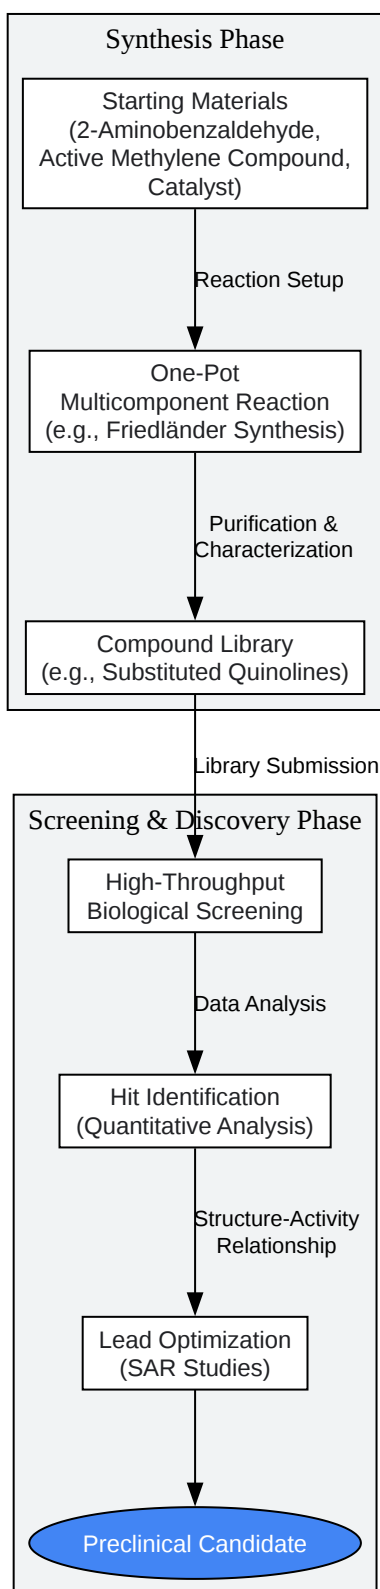 Synthesis Phase
Starting Materials
(2-Aminobenzaldehyde,
Active Methylene Compound,
Catalyst)
Reaction Setup
One-Pot
Multicomponent Reaction
(e.g., Friedländer Synthesis)
Purification &
Characterization
Compound Library
(e.g., Substituted Quinolines)
Library Submission
Screening & Discovery Phase
High-Throughput
Biological Screening
Data Analysis
Hit Identification
(Quantitative Analysis)
Structure-Activity
Relationship
Lead Optimization
(SAR Studies)
Preclinical Candidate